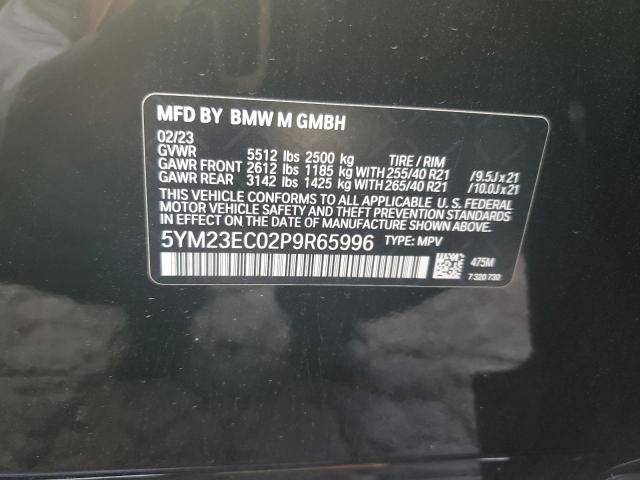 MFD BY BMW M GMBH
02/23
GVWR 5512 lbs 2500 kg TIRE / RIM
GAWR FRONT 2612 lbs 1185 kg WITH 255/40 R21 /9.5J x 21
GAWR REAR 3142 lbs 1425 kg WITH 265/40 R21 /10.0J x 21
THIS VEHICLE CONFORMS TO ALL APPLICABLE U. S. FEDERAL
MOTOR VEHICLE SAFETY AND THEFT PREVENTION STANDARDS
IN EFFECT ON THE DATE OF MANUFACTURE SHOWN ABOVE.
5YM23EC02P9R65996 TYPE: MPV
475M
7 320 730